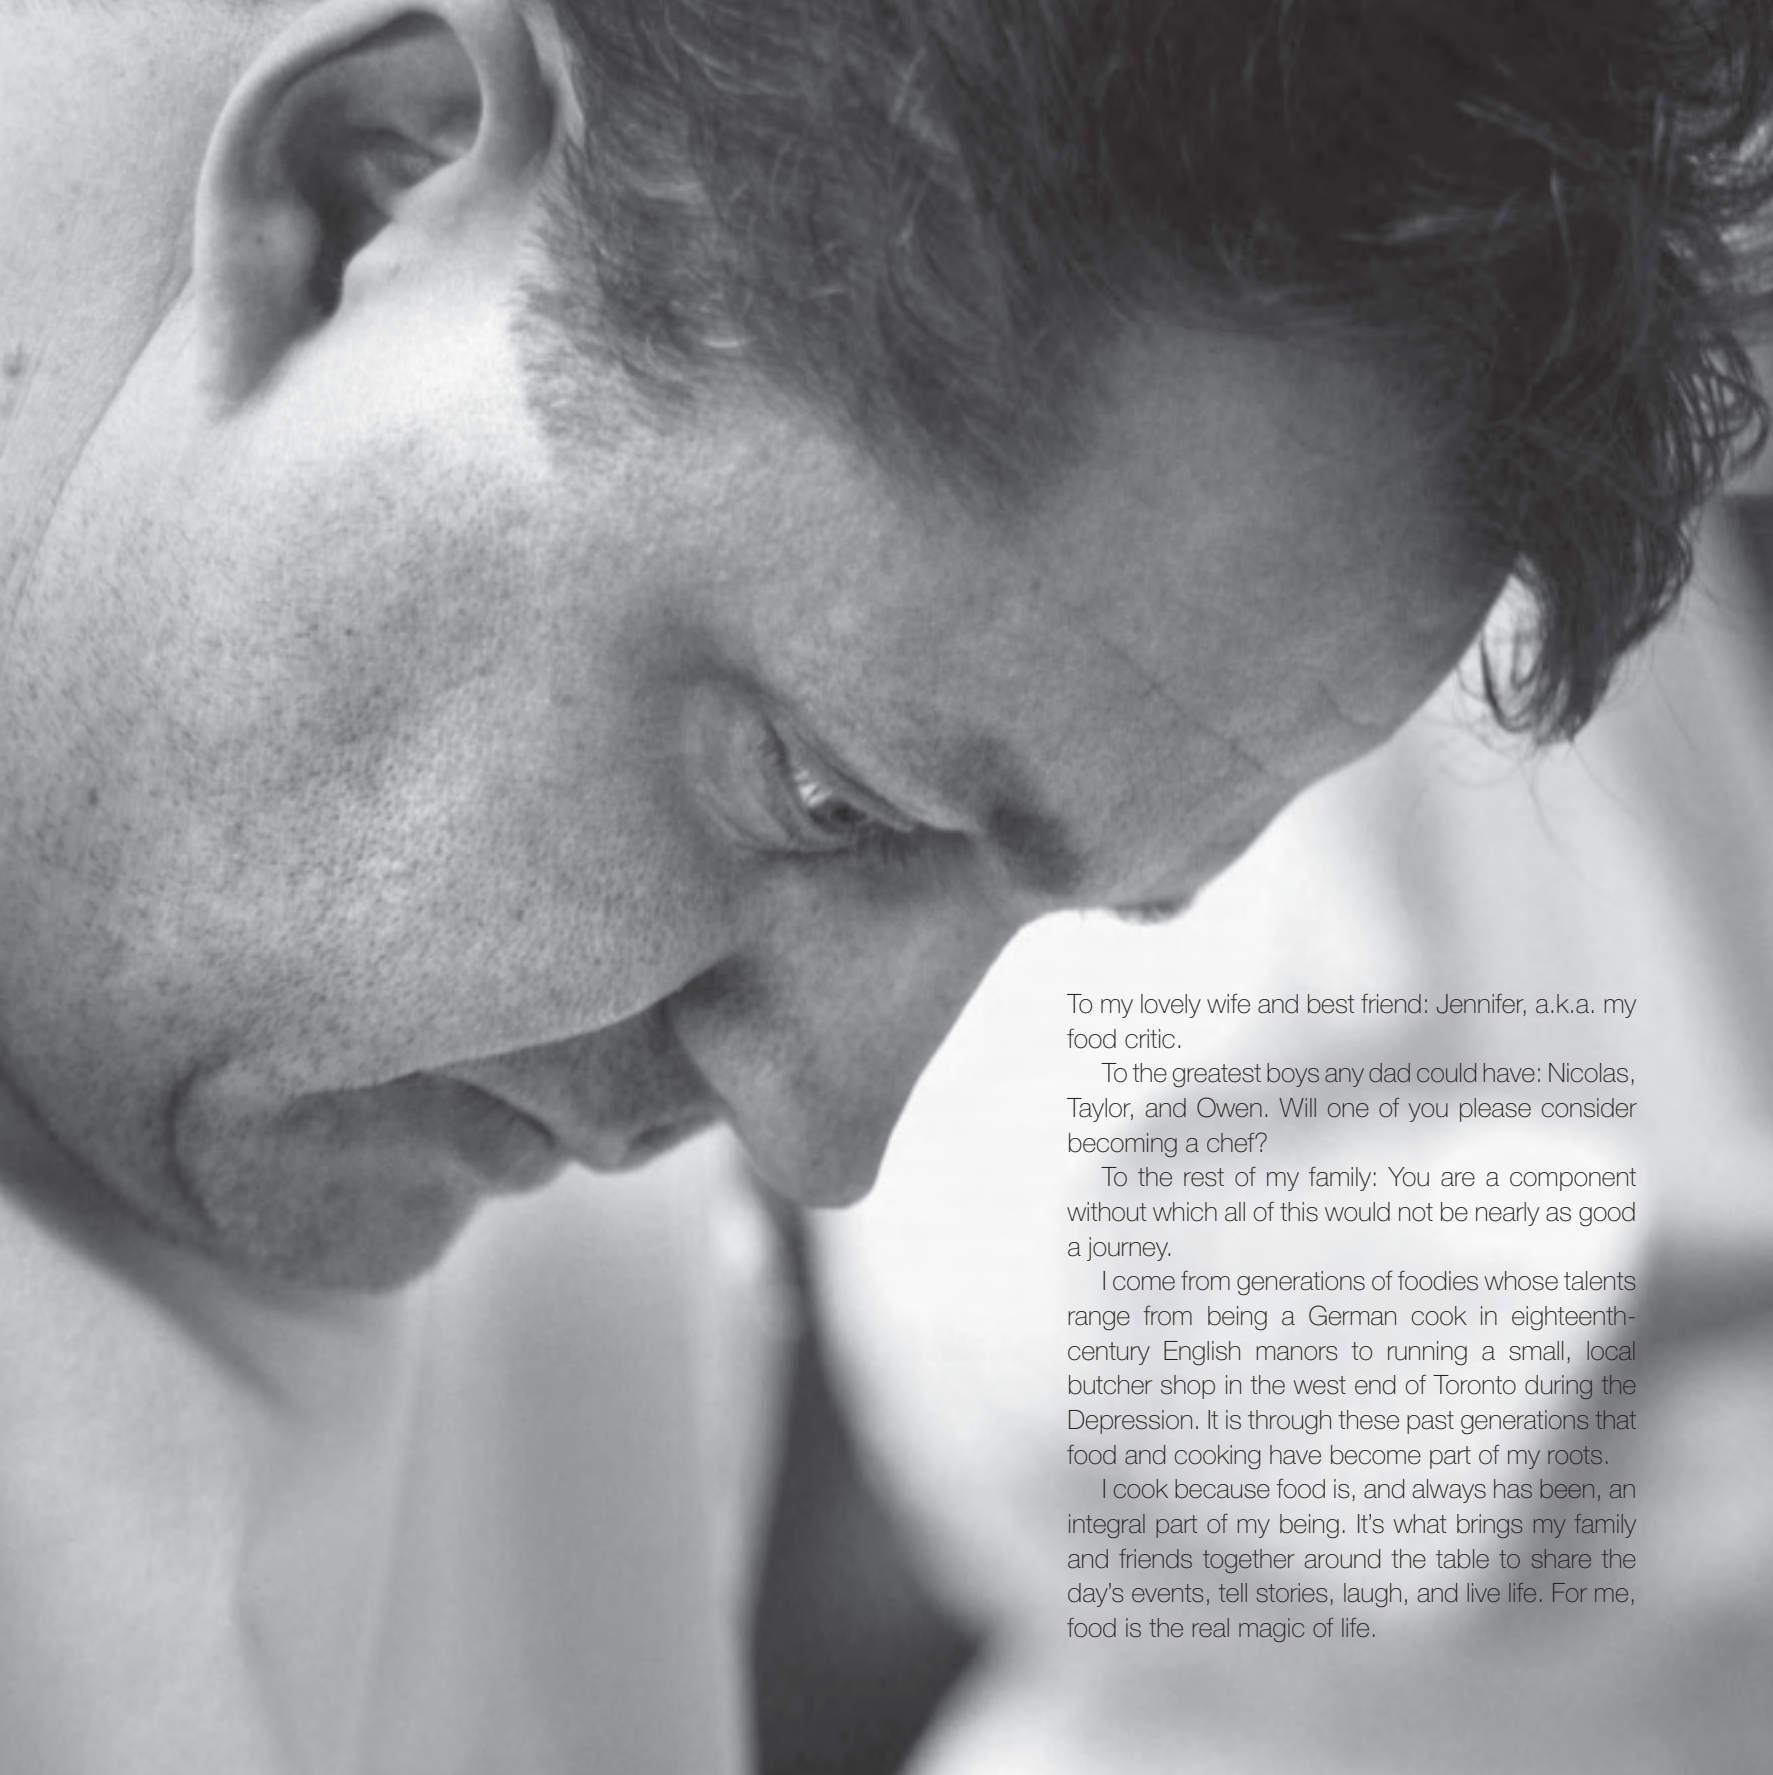 To my lovely wife and best friend: Jennifer, a.k.a. my
food critic.
To the greatest boys any dad could have: Nicolas,
Taylor, and Owen. Will one of you please consider
becoming a chef?
To the rest of my family: You are a component
without which all of this would not be nearly as good
a journey.
I come from generations of foodies whose talents
range from being a German cook in eighteenth-
century English manors to running a small, local
butcher shop in the west end of Toronto during the
Depression. It is through these past generations that
food and cooking have become part of my roots.
I cook because food is, and always has been, an
integral part of my being. It’s what brings my family
and friends together around the table to share the
day’s events, tell stories, laugh, and live life. For me,
food is the real magic of life.